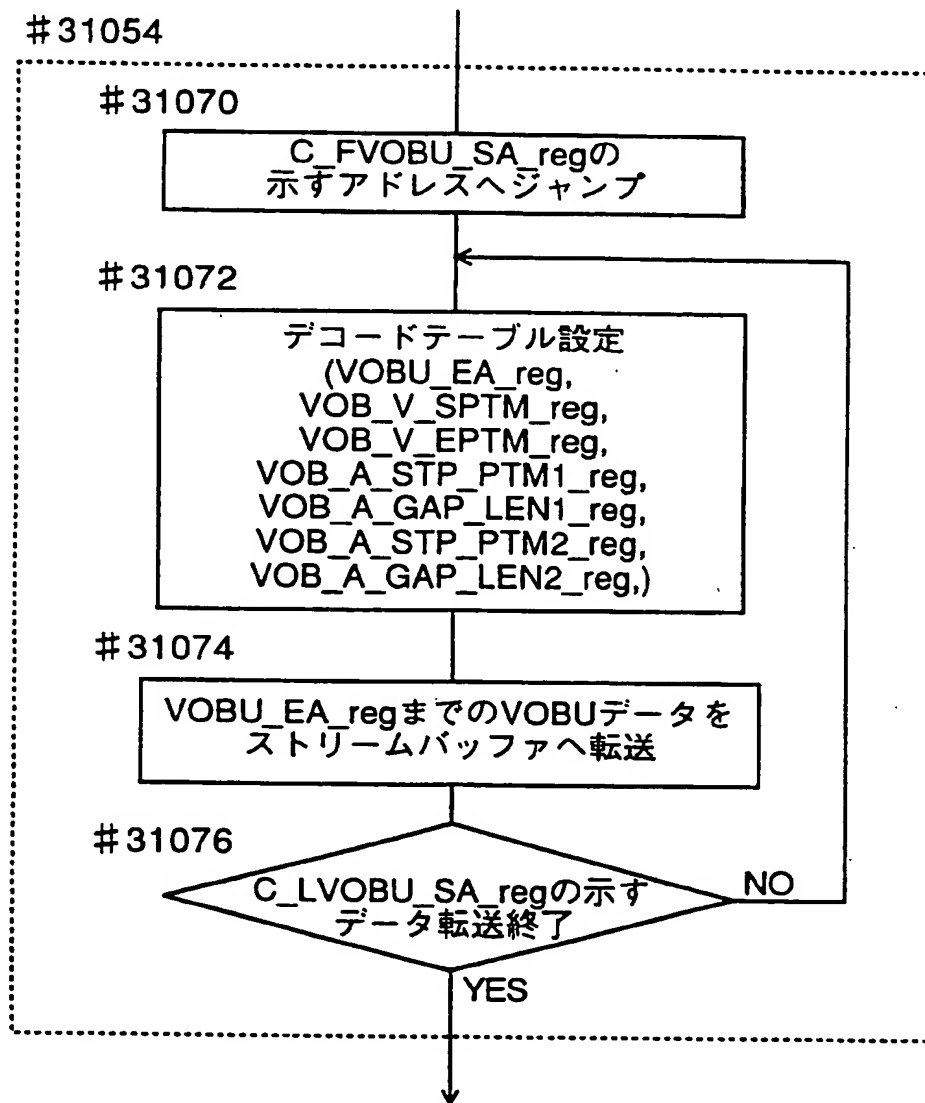 #31054
#31070
C_FVOBU_SA_regの
示すアドレスへジャンプ
#31072
デコードテーブル設定
(VOBU_EA_reg,
VOB_V_SPTM_reg,
VOB_V_EPTM_reg,
VOB_A_STP_PTM1_reg,
VOB_A_GAP_LEN1_reg,
VOB_A_STP_PTM2_reg,
VOB_A_GAP_LEN2_reg,)
#31074
VOBU_EA_regまでのVOBUデータを
ストリームバッファへ転送
#31076
C_LVOBU_SA_regの示す
データ転送終了
NO
YES